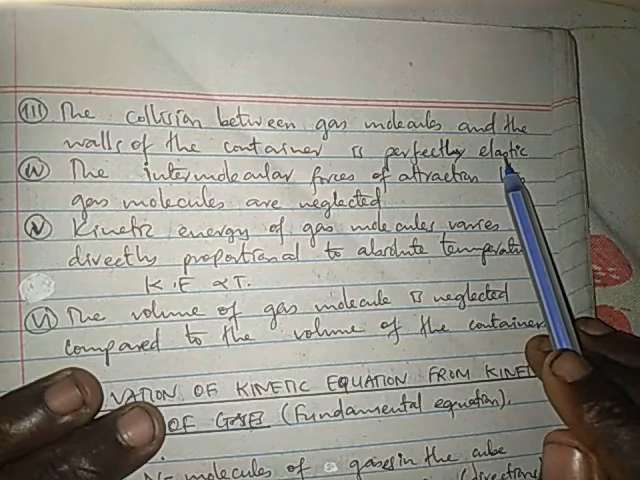 (III) The collision between gas molecules and the
walls of the container is perfectly elastic
(IV) The intermolecular forces of attraction
gas molecules are neglected
(V) Kinetic energy of gas molecules varies
directly proportional to absolute temperatu
K.E ∝ T.
(VI) The volume of gas molecule is neglected
compared to the volume of the container
VATION OF KINETIC EQUATION FROM KINE
OF GASES (Fundamental equation).
molecules of gases in the cube
(directions